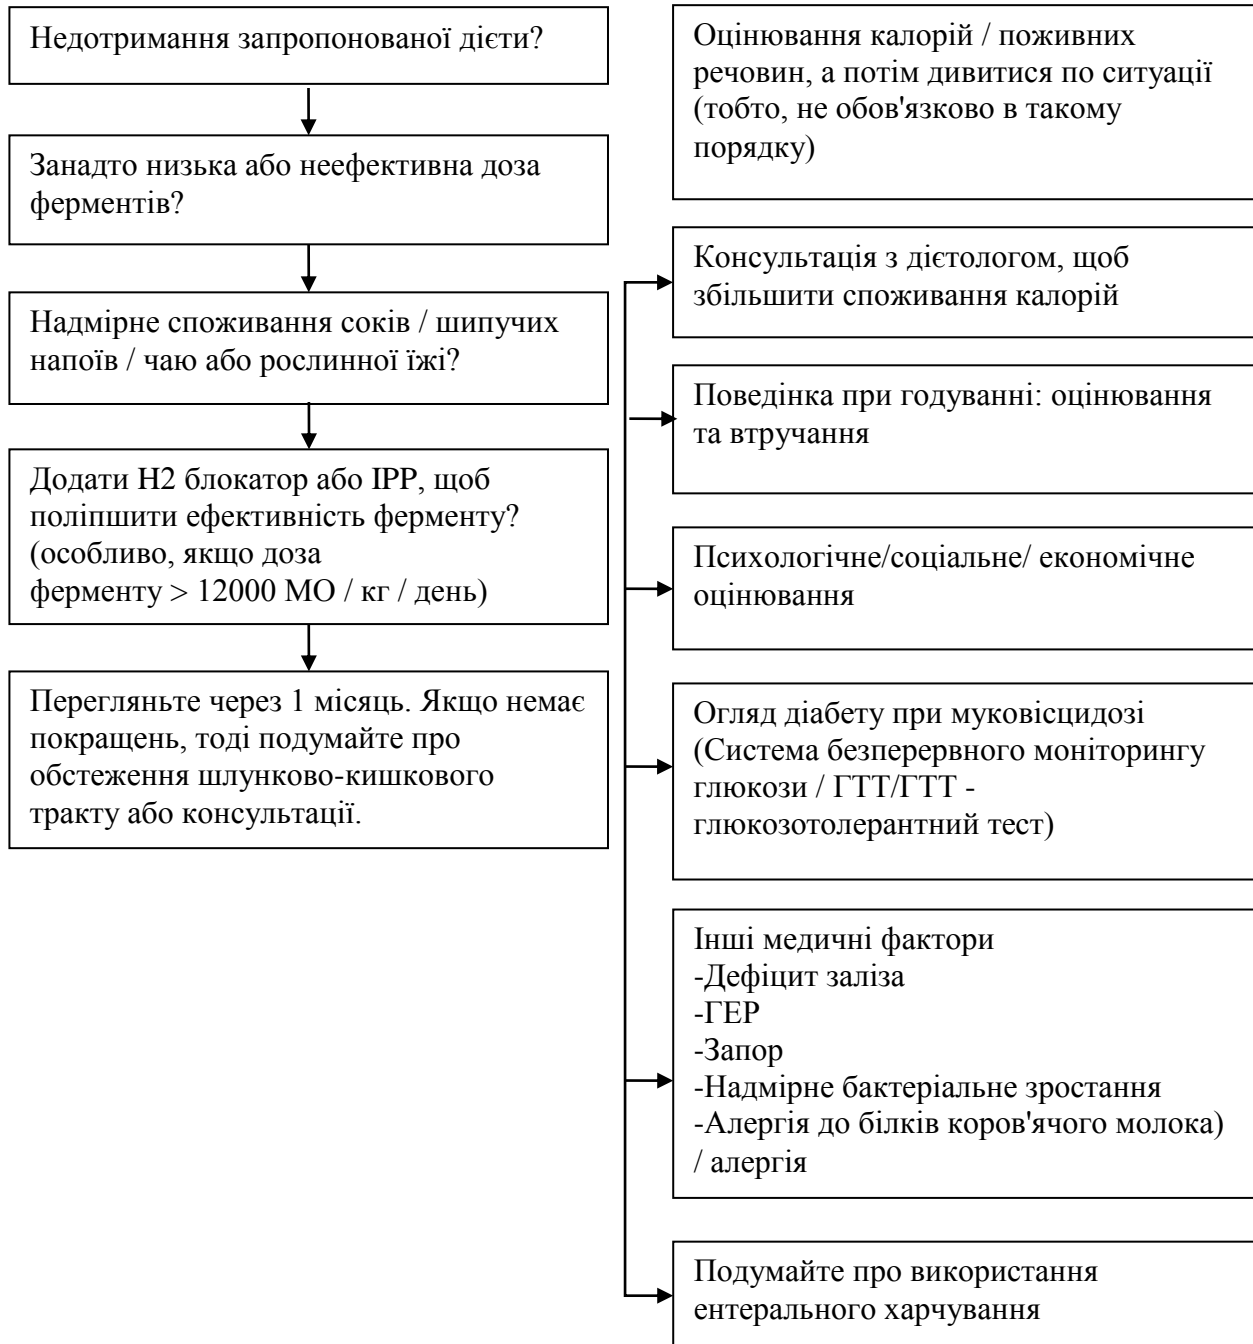 Недотримання запропонованої дієти?
Занадто низька або неефективна доза
ферментів?
Надмірне споживання соків / шипучих
напоїв / чаю або рослинної їжі?
Додати H2 блокатор або IPP, щоб
поліпшити ефективність ферменту?
(особливо, якщо доза
ферменту > 12000 МО / кг / день)
Перегляньте через 1 місяць. Якщо немає
покращень, тоді подумайте про
обстеження шлунково-кишкового
тракту або консультації.
Оцінювання калорій / поживних
речовин, а потім дивитися по ситуації
(тобто, не обов'язково в такому
порядку)
Консультація з дієтологом, щоб
збільшити споживання калорій
Поведінка при годуванні: оцінювання
та втручання
Психологічне/соціальне/ економічне
оцінювання
Огляд діабету при муковісцидозі
(Система безперервного моніторингу
глюкози / ГТТ/ГТТ -
глюкозотолерантний тест)
Інші медичні фактори
-Дефіцит заліза
-ГЕР
-Запор
-Надмірне бактеріальне зростання
-Алергія до білків коров'ячого молока)
/ алергія
Подумайте про використання
ентерального харчування